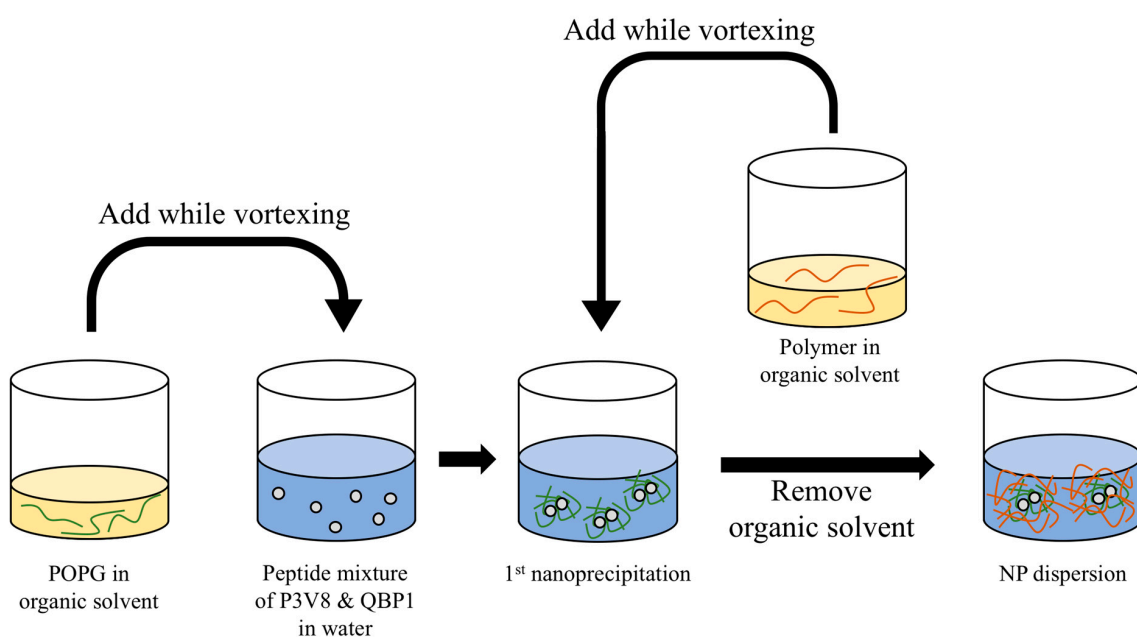 Add while vortexing
Add while vortexing
Polymer in
organic solvent
Remove
organic solvent
POPG in
organic solvent
Peptide mixture
of P3V8 & QBP1
in water
1st nanoprecipitation
NP dispersion